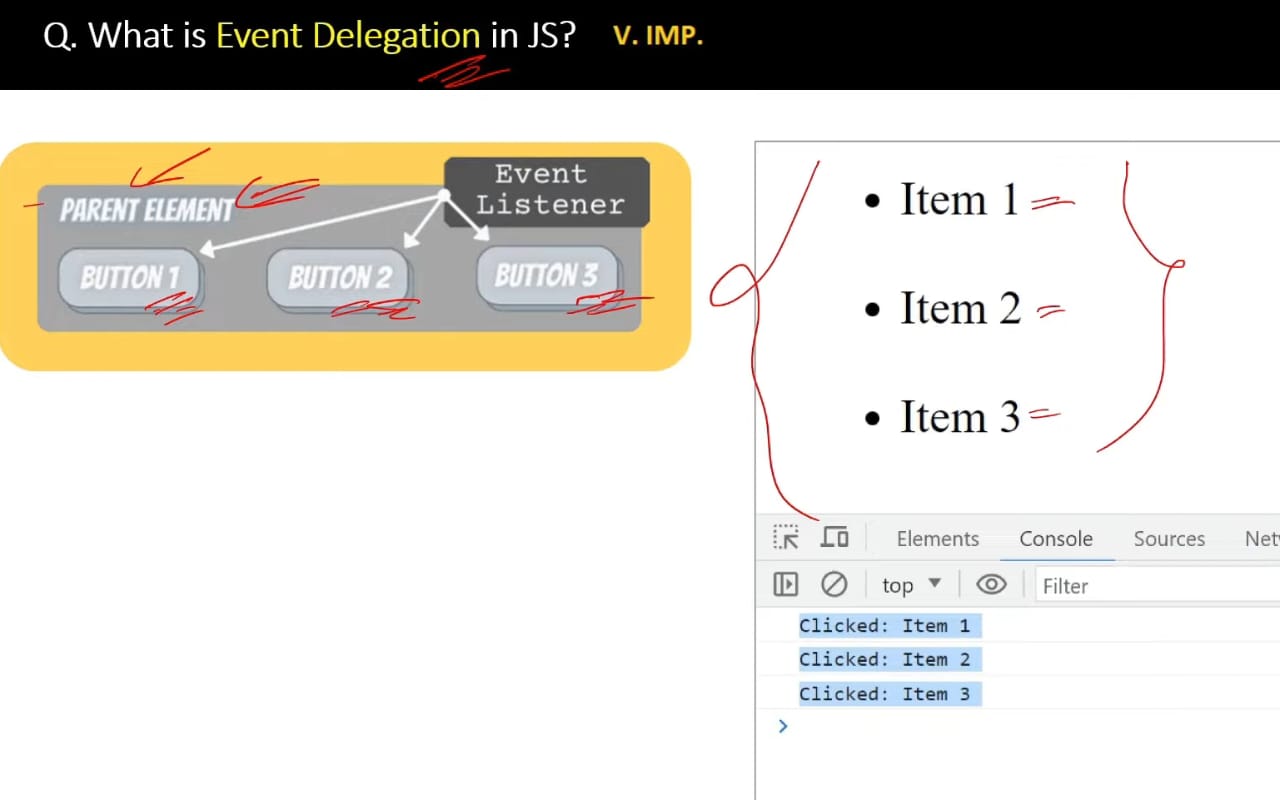 Q. What is Event Delegation in JS? V. IMP.
Event
Listener
PARENT ELEMENT
BUTTON 1 BUTTON 2 BUTTON 3
• Item 1
• Item 2
• Item 3
Elements Console Sources Net
top Filter
Clicked: Item 1
Clicked: Item 2
Clicked: Item 3
>